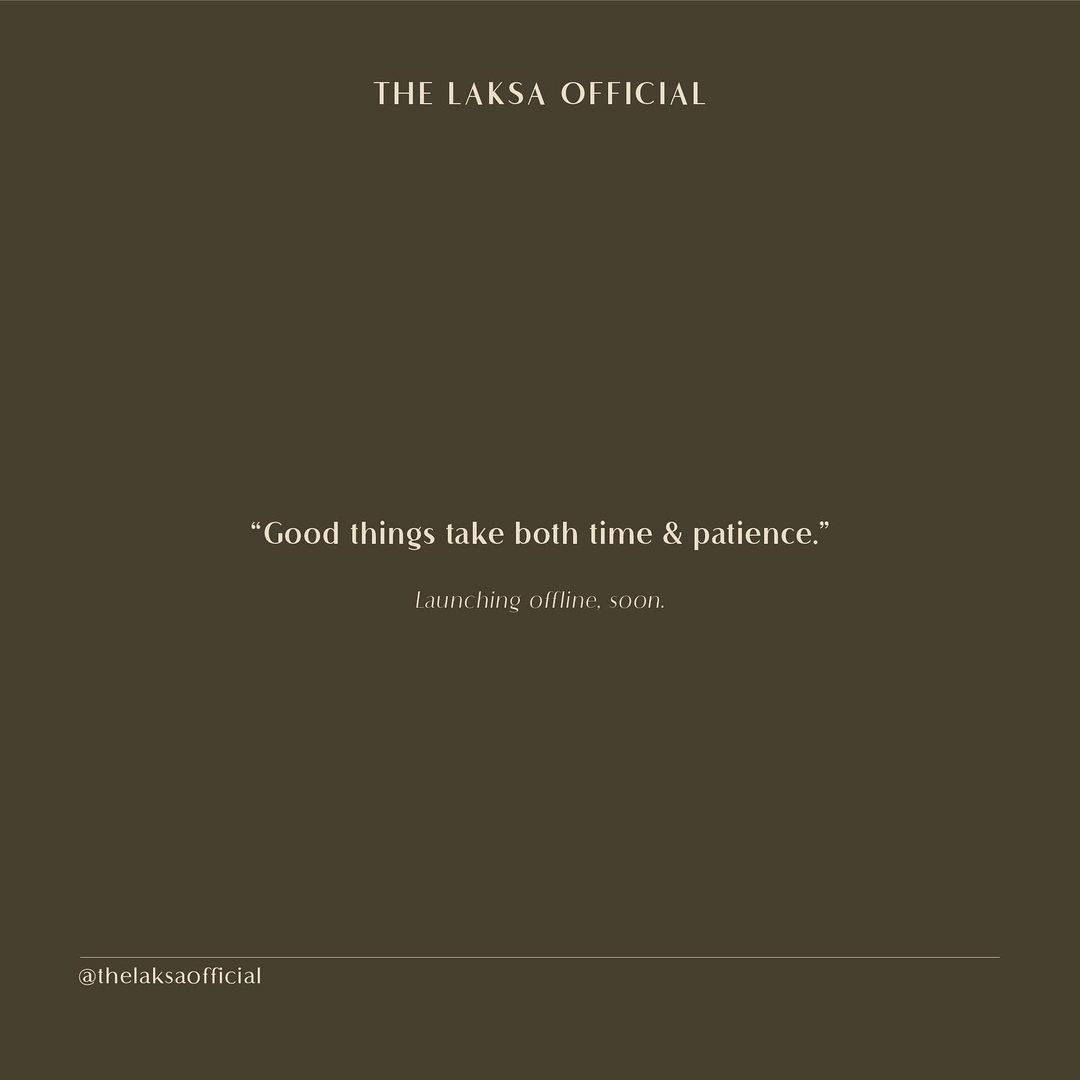 THE LAKSA OFFICIAL
“Good things take both time & patience.”
Launching offline, soon.
@thelaksaofficial